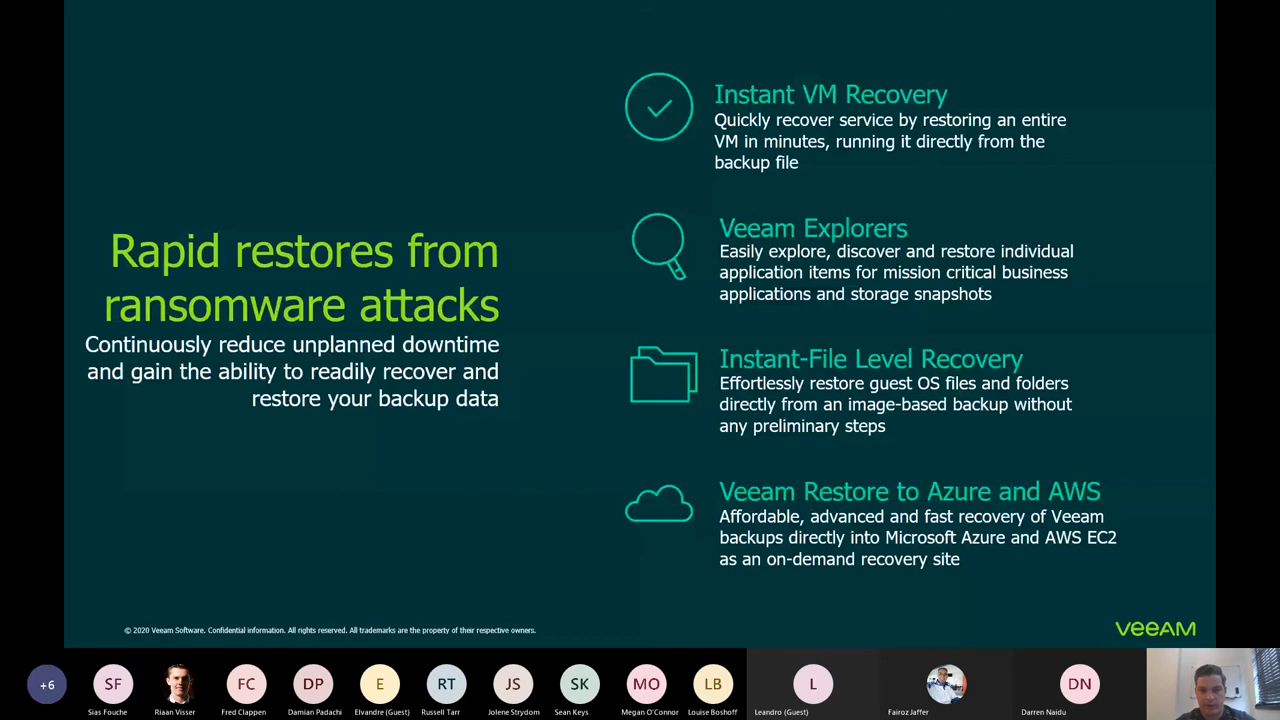 Rapid restores from
ransomware attacks
Continuously reduce unplanned downtime
and gain the ability to readily recover and
restore your backup data
Instant VM Recovery
Quickly recover service by restoring an entire
VM in minutes, running it directly from the
backup file
Veeam Explorers
Easily explore, discover and restore individual
application items for mission critical business
applications and storage snapshots
Instant-File Level Recovery
Effortlessly restore guest OS files and folders
directly from an image-based backup without
any preliminary steps
Veeam Restore to Azure and AWS
Affordable, advanced and fast recovery of Veeam
backups directly into Microsoft Azure and AWS EC2
as an on-demand recovery site
© 2020 Veeam Software. Confidential information. All rights reserved. All trademarks are the property of their respective owners.
VEEAM
+6
SF
Sias Fouche
Riaan Visser
FC
Fred Clappen
DP
Damian Padachi
E
Elvandre (Guest)
RT
Russell Tarr
JS
Jolene Strydom
SK
Sean Keys
MO
Megan O'Connor
LB
Louise Boshoff
L
Leandro (Guest)
Fairoz Jaffer
DN
Darren Naidu